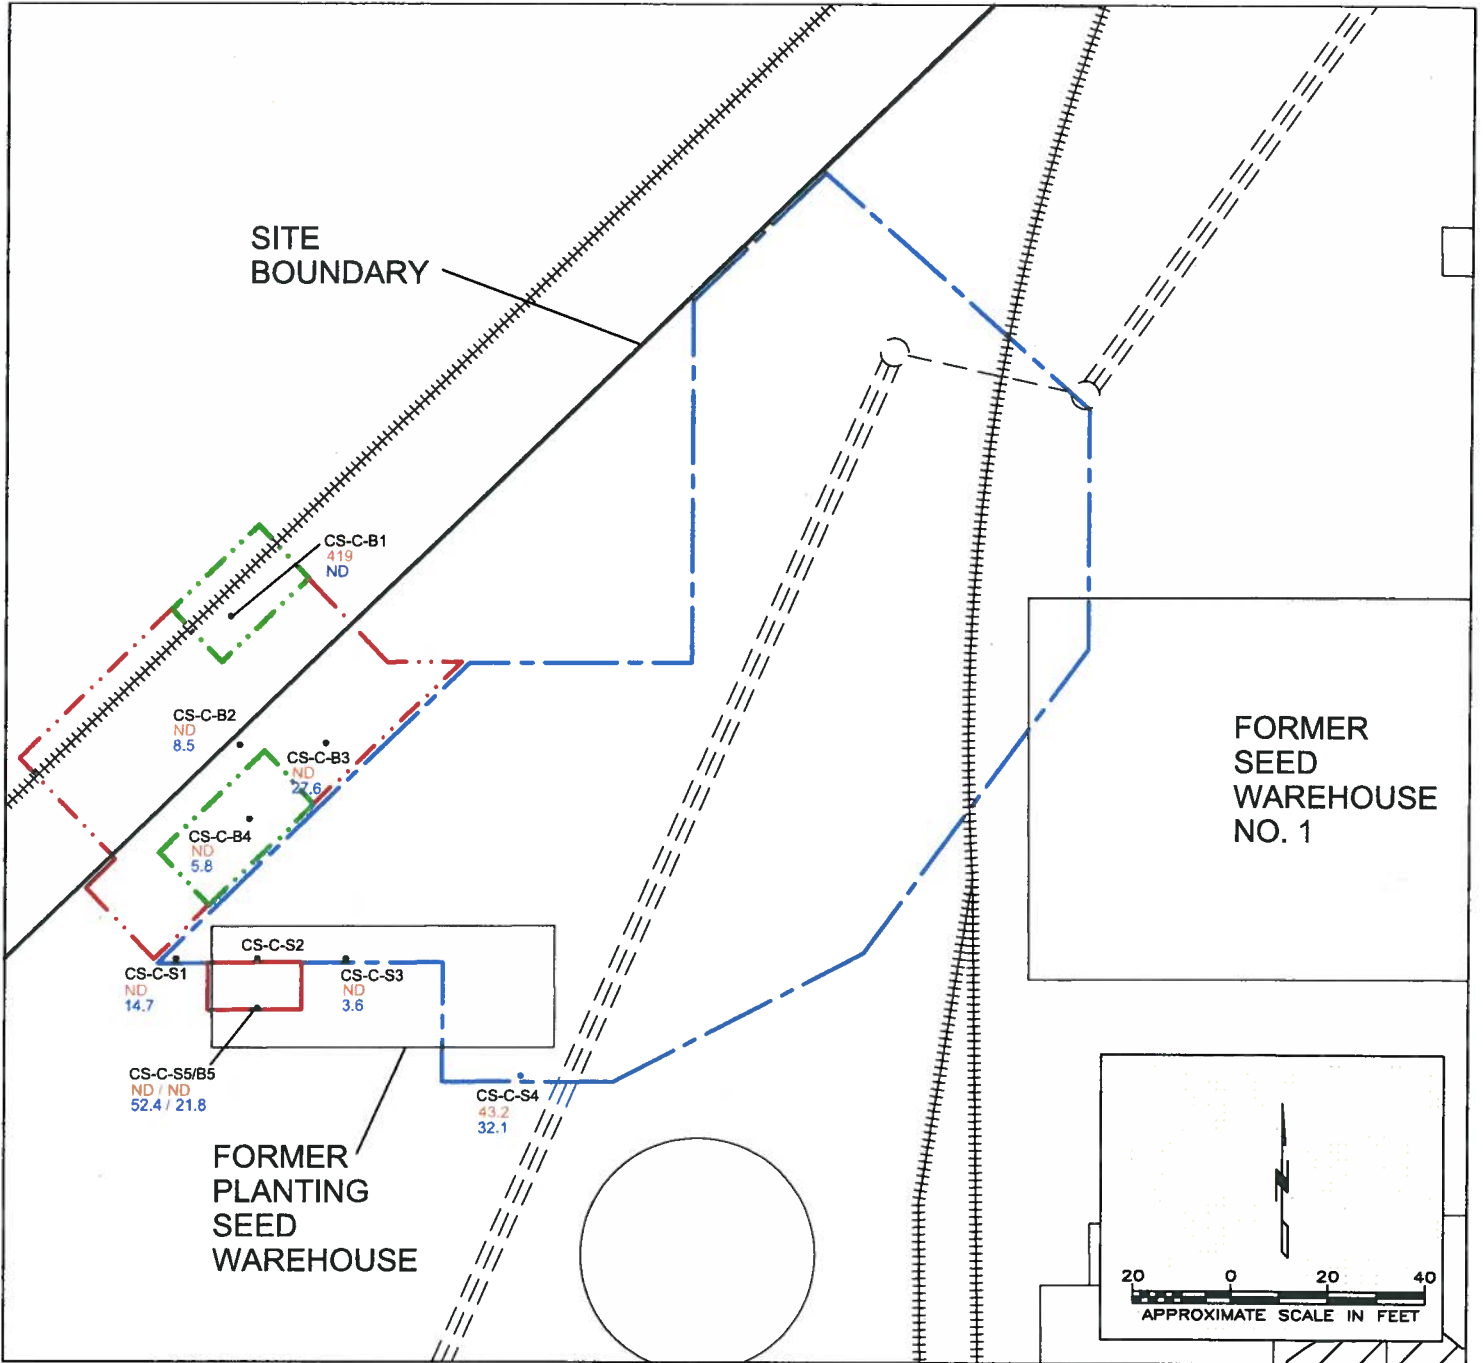 SITE
BOUNDARY
CS-C-B1
419
ND
CS-C-B2
ND
8.5
CS-C-B3
ND
27.6
CS-C-B4
ND
5.8
FORMER
SEED
WAREHOUSE
NO. 1
CS-C-S2
CS-C-S1
ND
14.7
CS-C-S3
ND
3.6
CS-C-S5/B5
ND / ND
52.4 / 21.8
CS-C-S4
43.2
32.1
FORMER
PLANTING
SEED
WAREHOUSE
N
20 0 20 40
APPROXIMATE SCALE IN FEET